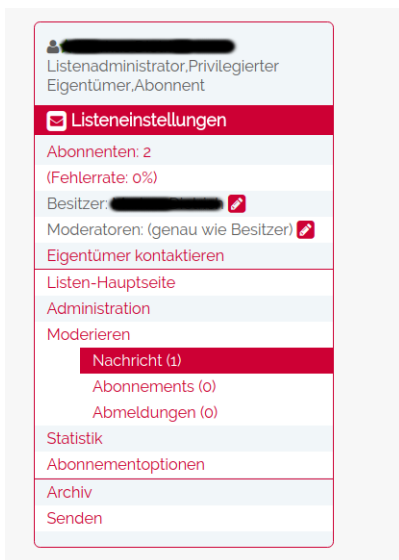 Listenadministrator,Privilegierter
Eigentümer,Abonnent
Listeneinstellungen
Abonnenten: 2
(Fehlerrate: 0%)
Besitzer:
Moderatoren: (genau wie Besitzer)
Eigentümer kontaktieren
Listen-Hauptseite
Administration
Moderieren
Nachricht (1)
Abonnements (0)
Abmeldungen (0)
Statistik
Abonnementoptionen
Archiv
Senden